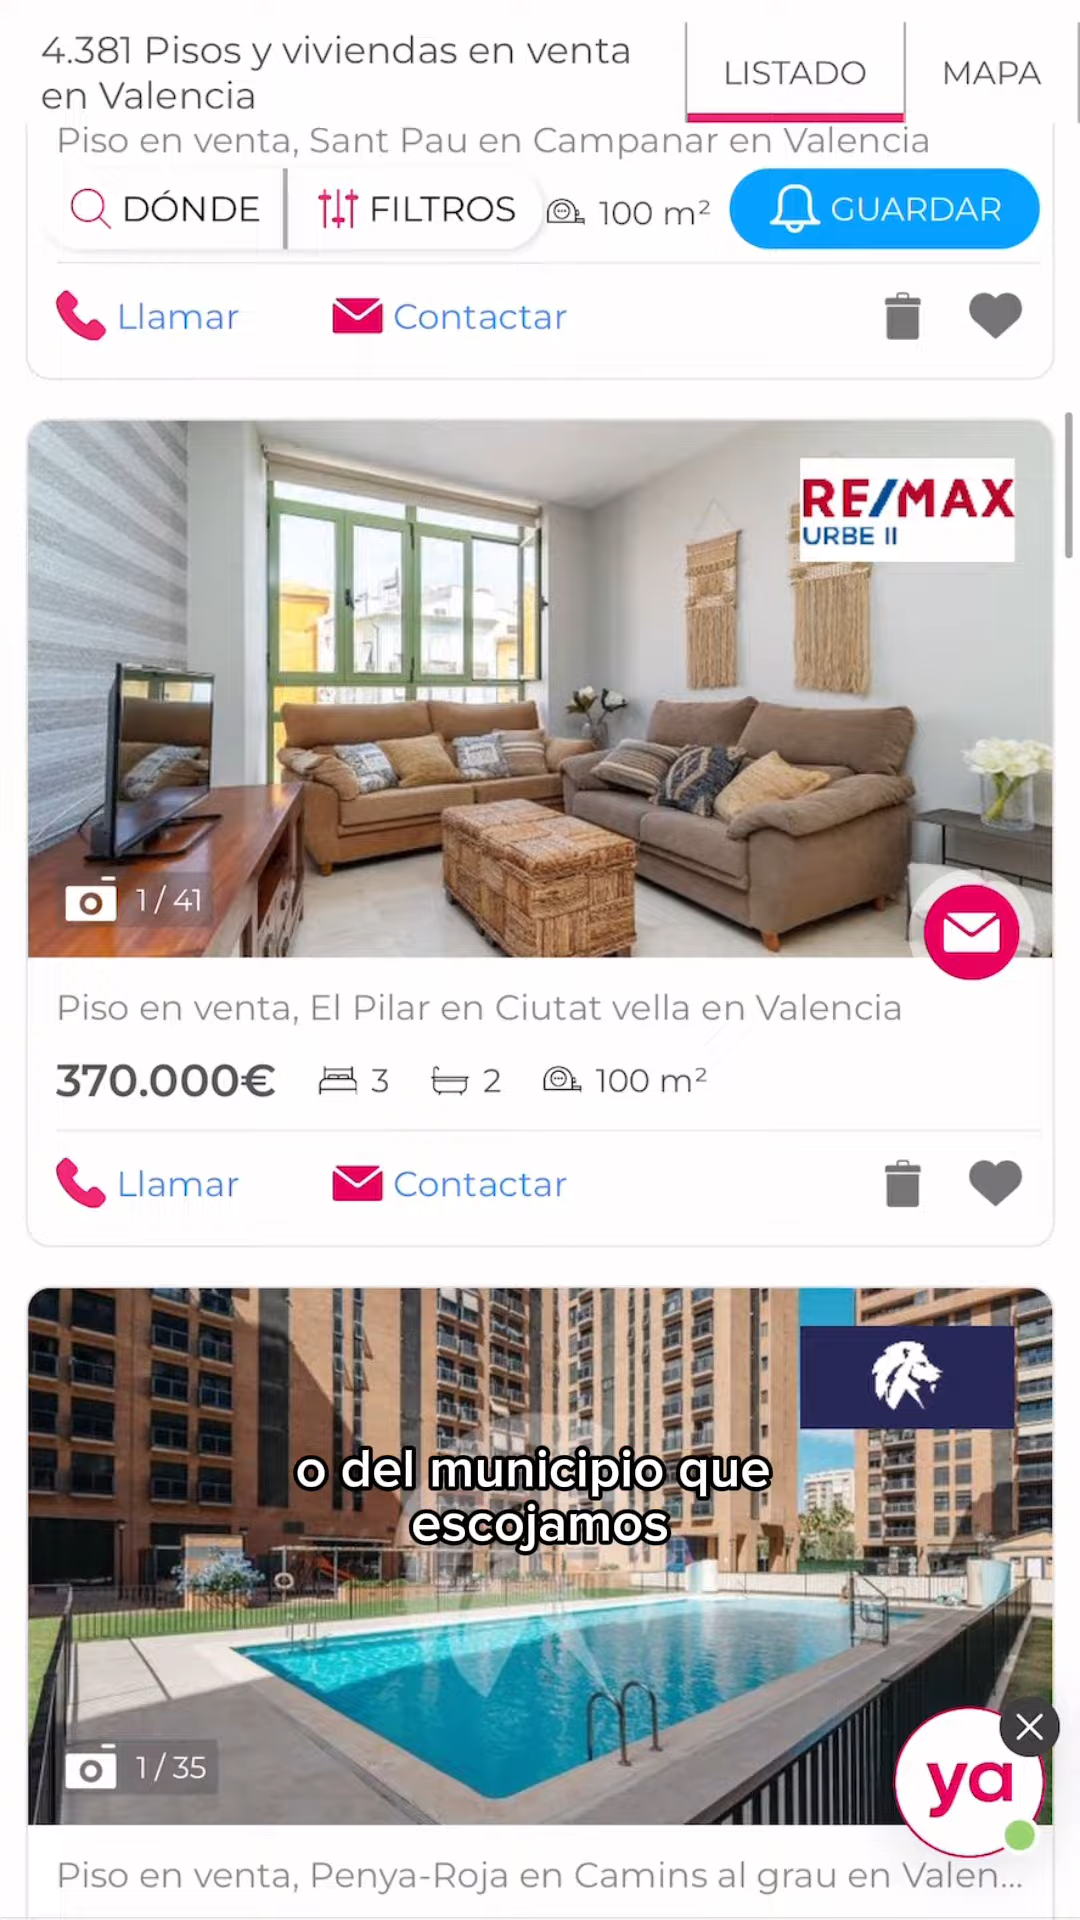 4.381 Pisos y viviendas en venta
en Valencia
LISTADO
MAPA
Piso en venta, Sant Pau en Campanar en Valencia
DÓNDE
FILTROS
100 m²
GUARDAR
Llamar
Contactar
RE/MAX
URBE II
1 / 41
Piso en venta, El Pilar en Ciutat vella en Valencia
370.000€
3
2
100 m²
Llamar
Contactar
o del municipio que
escojamos
1 / 35
ya
Piso en venta, Penya-Roja en Camins al grau en Valen...